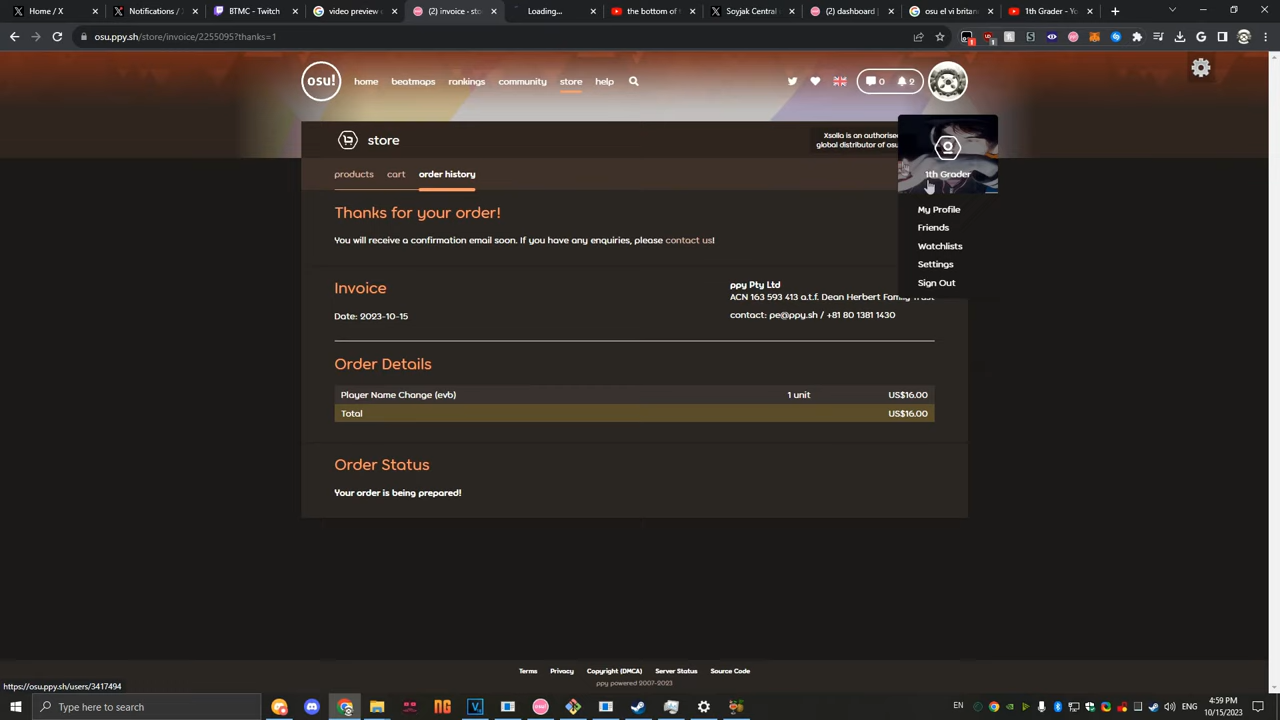 (2) Home / X
Notifications /
BTMC - Twitch
video preview
(2) invoice - sto
Loading...
the bottom of
Soyjak Central
(2) dashboard
osu el vi britan
1th Grader - Yo
osu.ppy.sh/store/invoice/2255095?thanks=1
osu!
home
beatmaps
rankings
community
store
help
0
2
store
Xsolla is an authorised
global distributor of osu
1th Grader
products
cart
order history
My Profile
Friends
Watchlists
Settings
Sign Out
Thanks for your order!
You will receive a confirmation email soon. If you have any enquiries, please contact us!
Invoice
Date: 2023-10-15
ppy Pty Ltd
ACN 163 593 413 a.t.f. Dean Herbert Family Trust
contact: pe@ppy.sh / +81 80 1381 1430
Order Details
Player Name Change (evb)
1 unit
US$16.00
Total
US$16.00
Order Status
Your order is being prepared!
Terms
Privacy
Copyright (DMCA)
Server Status
Source Code
ppy powered 2007-2023
https://osu.ppy.sh/users/3417494
Type here to search
EN
ENG
4:59 PM
10/15/2023